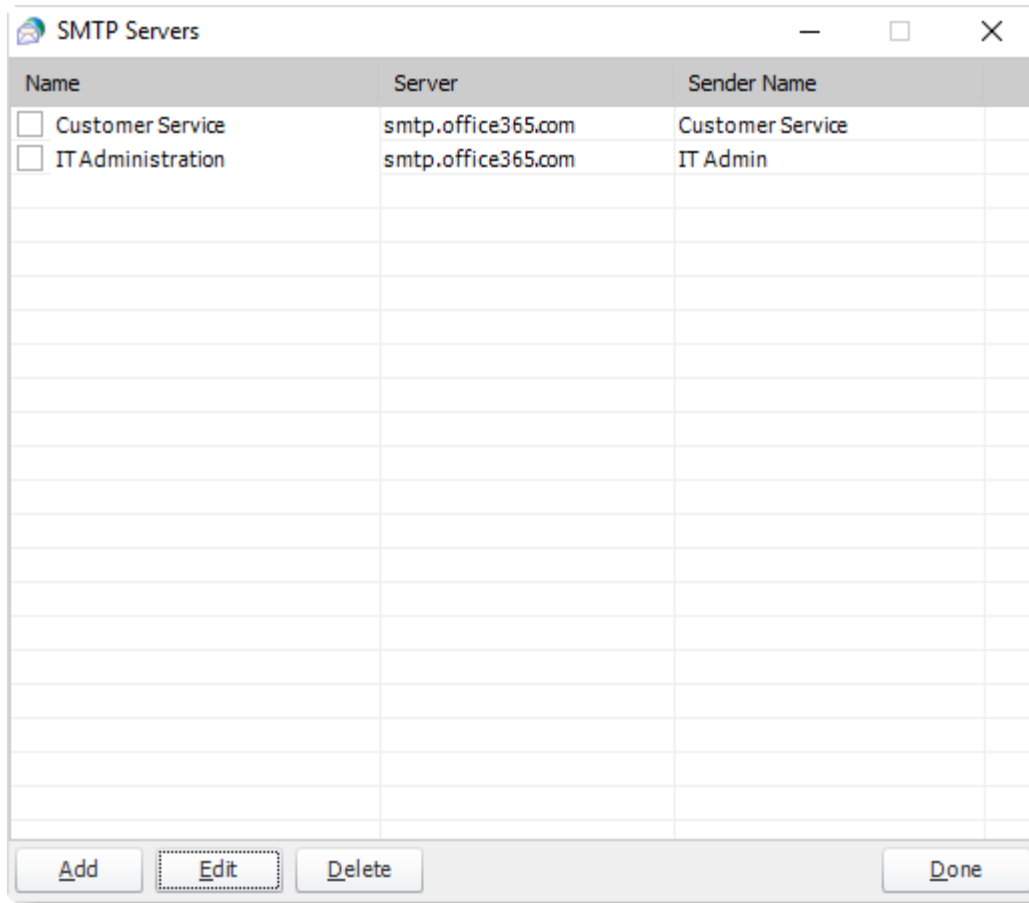 SMTP Servers
Name Server Sender Name
Customer Service smtp.office365.com Customer Service
IT Administration smtp.office365.com IT Admin
Add Edit Delete Done